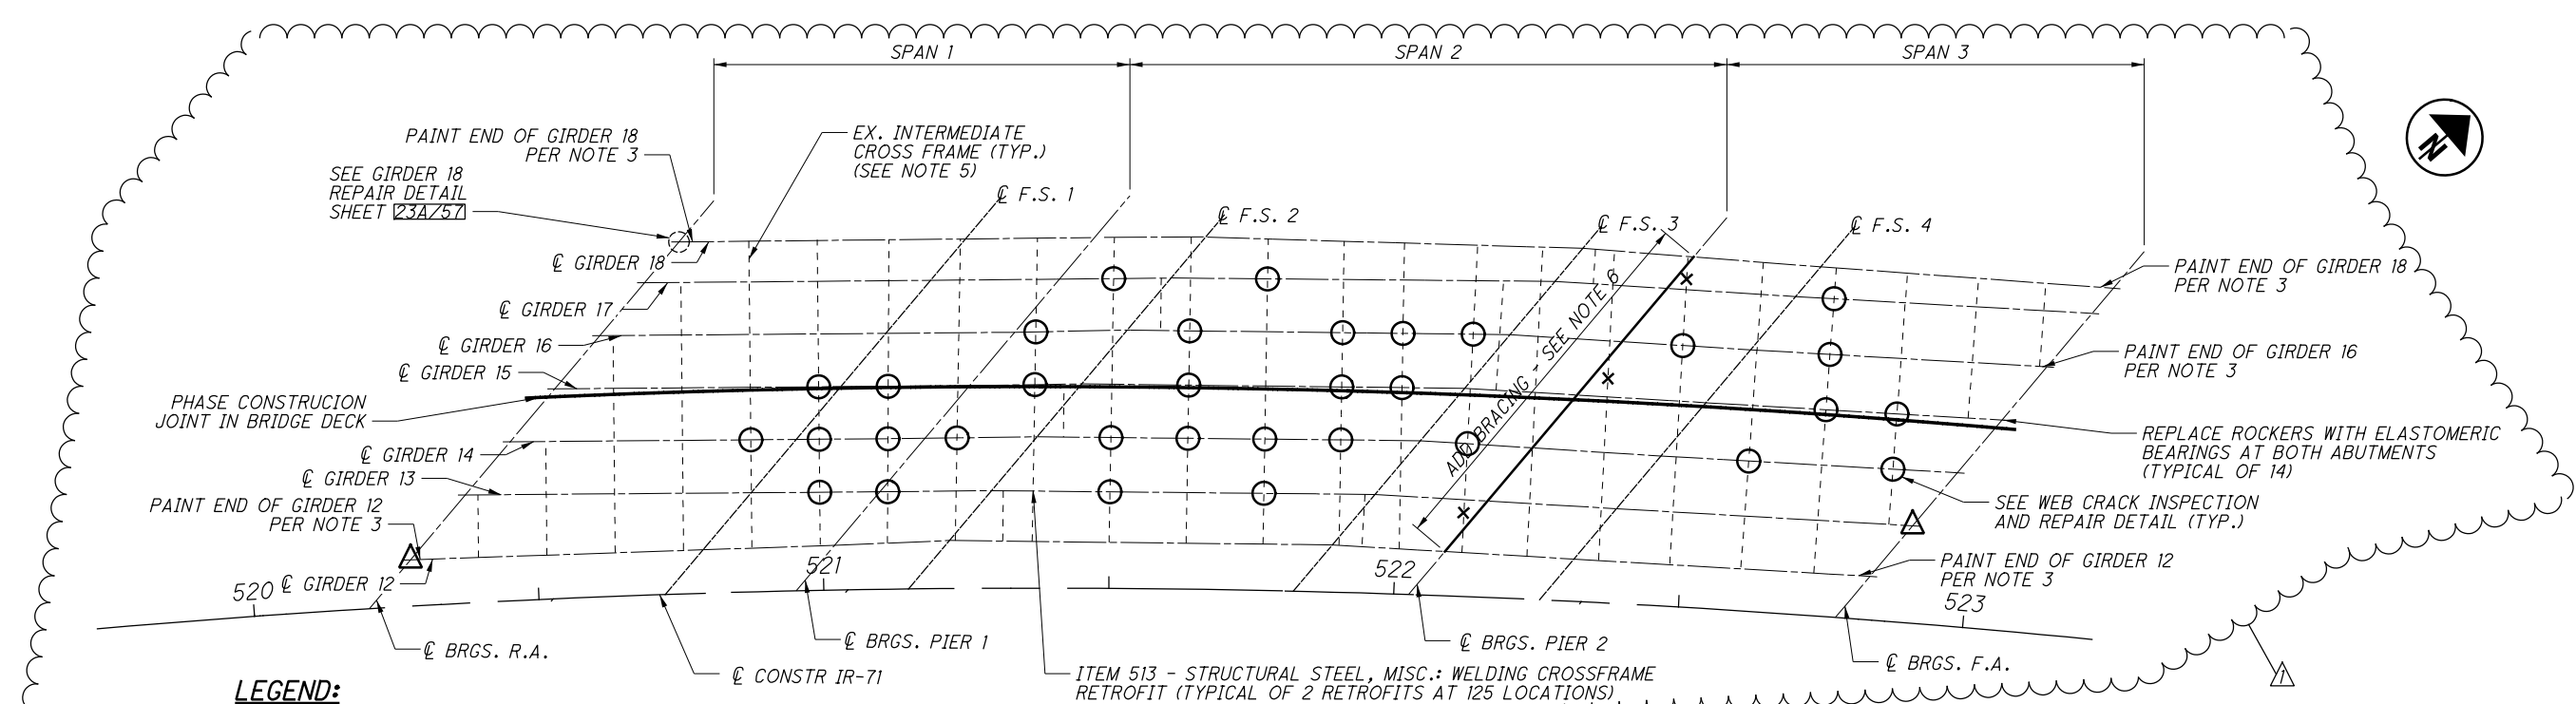 SPAN 1
SPAN 2
SPAN 3
N
PAINT END OF GIRDER 18
PER NOTE 3
EX. INTERMEDIATE
CROSS FRAME (TYP.)
(SEE NOTE 5)
SEE GIRDER 18
REPAIR DETAIL
SHEET 23A/57
℄ F.S. 1
℄ F.S. 2
℄ F.S. 3
℄ F.S. 4
℄ GIRDER 18
PAINT END OF GIRDER 18
PER NOTE 3
℄ GIRDER 17
ADD BRACING - SEE NOTE 6
℄ GIRDER 16
PAINT END OF GIRDER 16
PER NOTE 3
℄ GIRDER 15
PHASE CONSTRUCION
JOINT IN BRIDGE DECK
REPLACE ROCKERS WITH ELASTOMERIC
BEARINGS AT BOTH ABUTMENTS
(TYPICAL OF 14)
℄ GIRDER 14
℄ GIRDER 13
PAINT END OF GIRDER 12
PER NOTE 3
SEE WEB CRACK INSPECTION
AND REPAIR DETAIL (TYP.)
PAINT END OF GIRDER 12
PER NOTE 3
℄ GIRDER 12
520
521
522
523
℄ BRGS. R.A.
℄ BRGS. PIER 1
℄ BRGS. PIER 2
℄ BRGS. F.A.
℄ CONSTR IR-71
ITEM 513 - STRUCTURAL STEEL, MISC.: WELDING CROSSFRAME
RETROFIT (TYPICAL OF 2 RETROFITS AT 125 LOCATIONS)
1
LEGEND: